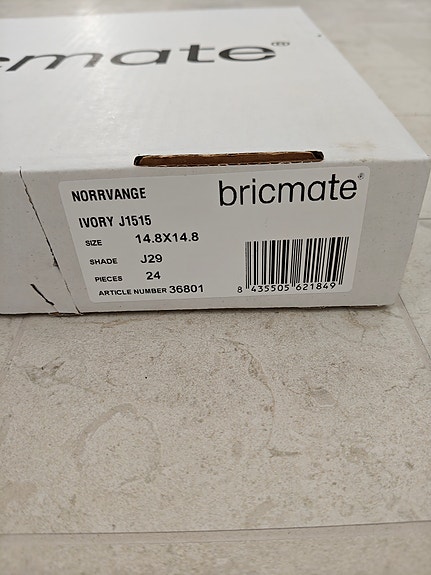 mate®
NORRVANGE
bricmate®
IVORY J1515
SIZE 14.8X14.8
SHADE J29
PIECES 24
ARTICLE NUMBER 36801
8 435505 621849